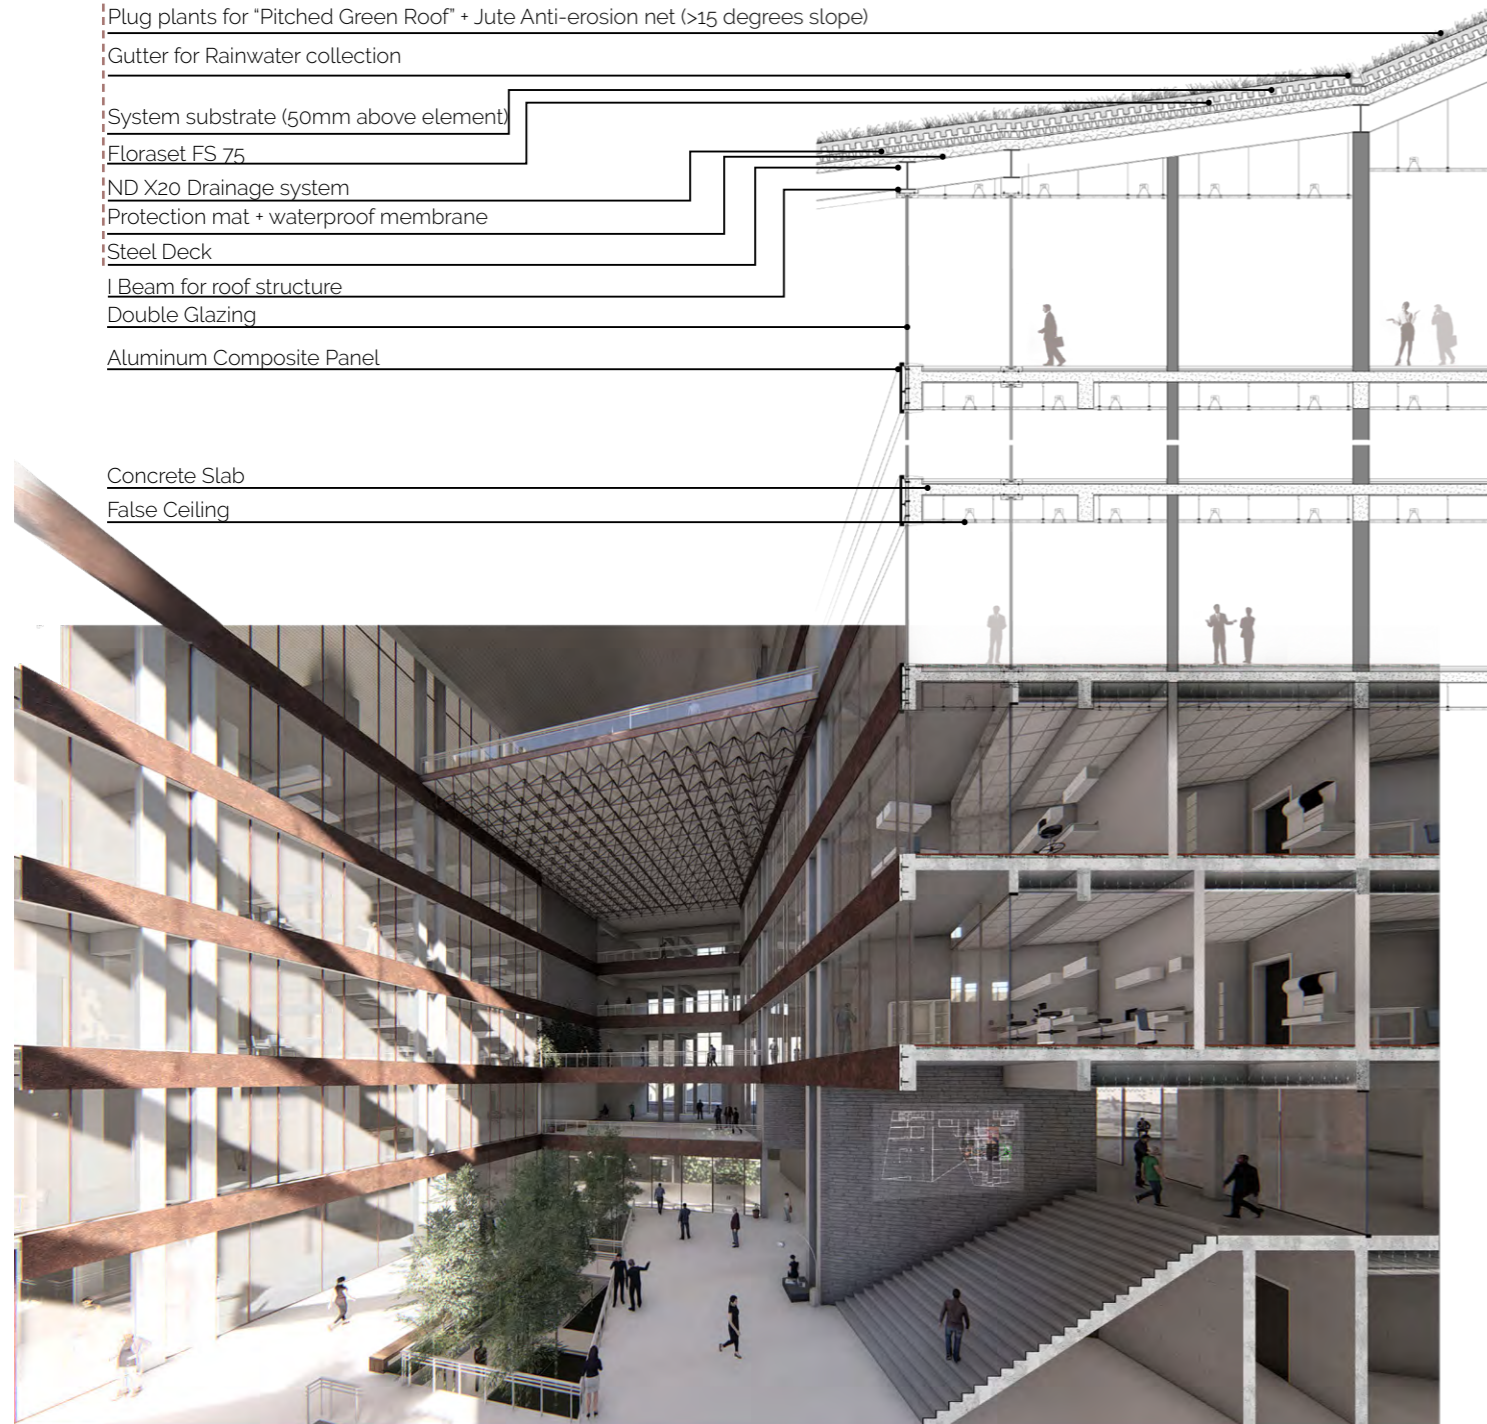 Plug plants for “Pitched Green Roof” + Jute Anti-erosion net (>15 degrees slope)
Gutter for Rainwater collection
System substrate (50mm above element)
Floraset FS 75
ND X20 Drainage system
Protection mat + waterproof membrane
Steel Deck
I Beam for roof structure
Double Glazing
Aluminum Composite Panel
Concrete Slab
False Ceiling